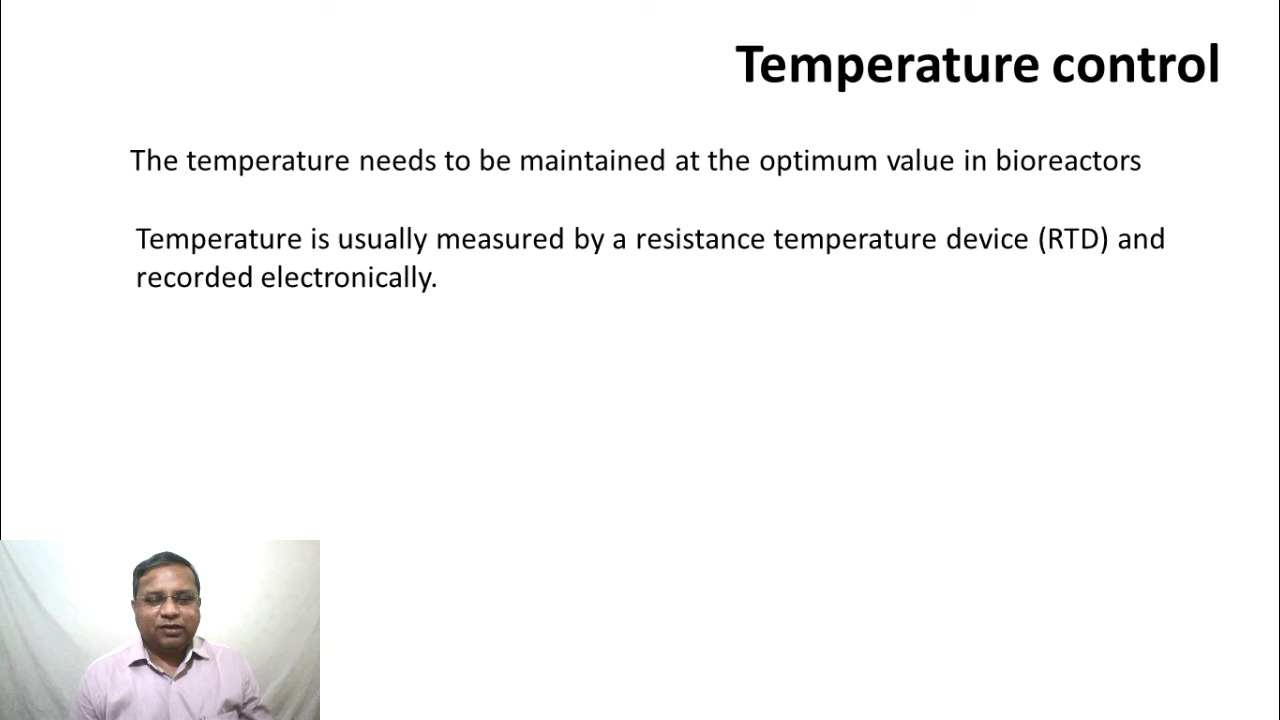 Temperature control
The temperature needs to be maintained at the optimum value in bioreactors
Temperature is usually measured by a resistance temperature device (RTD) and
recorded electronically.